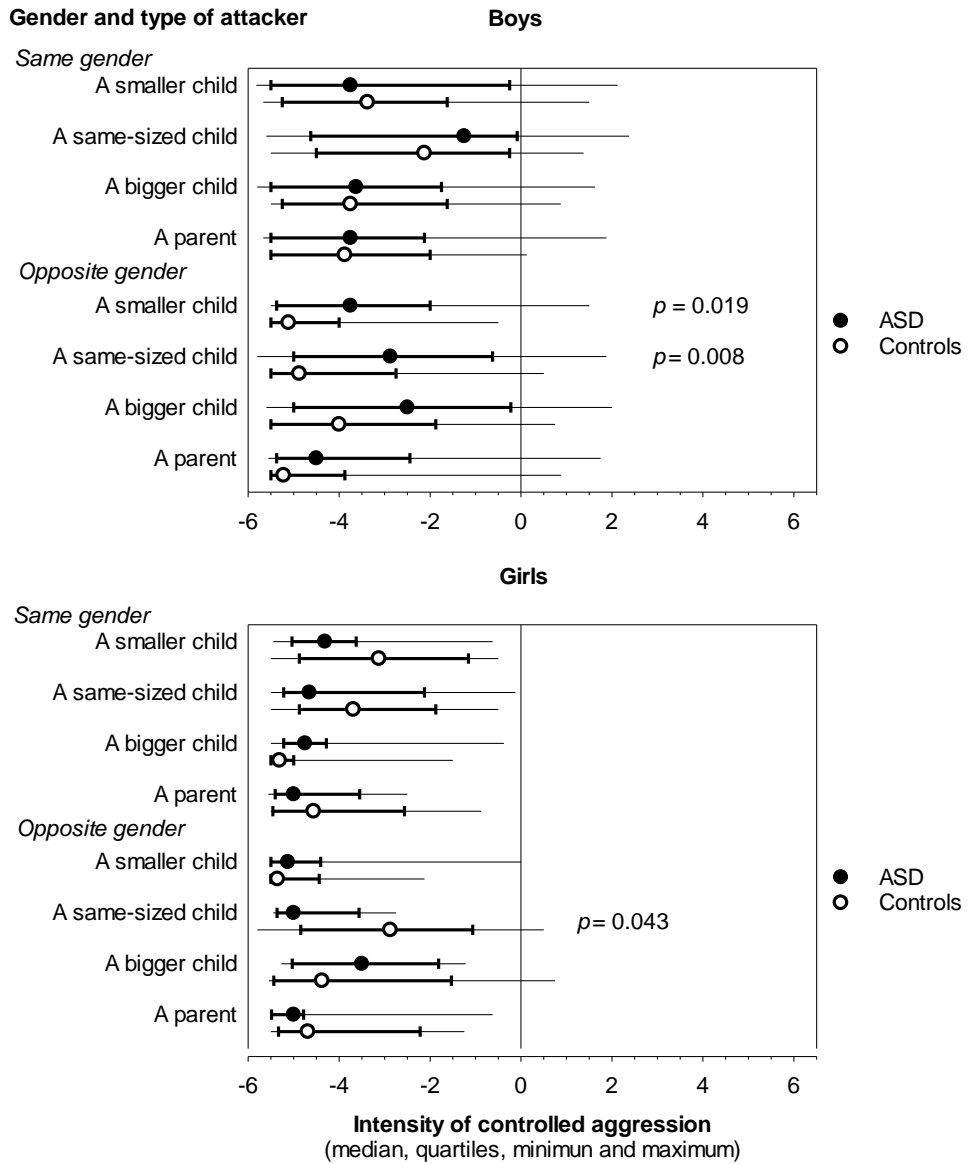 Gender and type of attacker
Boys
Same gender
A smaller child
A same-sized child
A bigger child
A parent
Opposite gender
A smaller child
p = 0.019
A same-sized child
p = 0.008
A bigger child
A parent
ASD
Controls
-6 -4 -2 0 2 4 6
Girls
Same gender
A smaller child
A same-sized child
A bigger child
A parent
Opposite gender
A smaller child
A same-sized child
p= 0.043
A bigger child
A parent
ASD
Controls
-6 -4 -2 0 2 4 6
Intensity of controlled aggression
(median, quartiles, minimun and maximum)